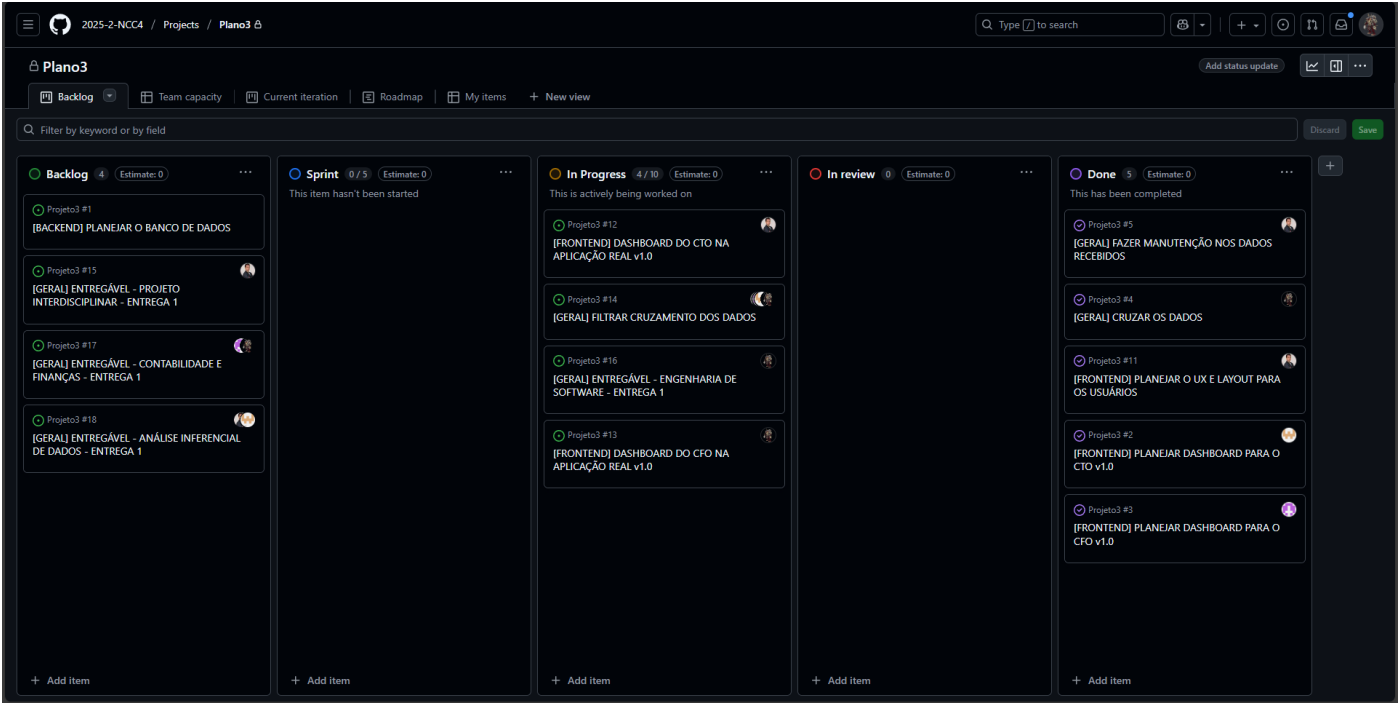 2025-2-NCC4 / Projects / Plano3
Type / to search
Plano3
Add status update
Backlog
Team capacity
Current iteration
Roadmap
My items
+ New view
Filter by keyword or by field
Discard
Save
Backlog 4 Estimate: 0
Projeto3 #1
[BACKEND] PLANEJAR O BANCO DE DADOS
Projeto3 #15
[GERAL] ENTREGÁVEL - PROJETO
INTERDISCIPLINAR - ENTREGA 1
Projeto3 #17
[GERAL] ENTREGÁVEL - CONTABILIDADE E
FINANÇAS - ENTREGA 1
Projeto3 #18
[GERAL] ENTREGÁVEL - ANÁLISE INFERENCIAL
DE DADOS - ENTREGA 1
+ Add item
Sprint 0 / 5 Estimate: 0
This item hasn't been started
+ Add item
In Progress 4 / 10 Estimate: 0
This is actively being worked on
Projeto3 #12
[FRONTEND] DASHBOARD DO CTO NA
APLICAÇÃO REAL v1.0
Projeto3 #14
[GERAL] FILTRAR CRUZAMENTO DOS DADOS
Projeto3 #16
[GERAL] ENTREGÁVEL - ENGENHARIA DE
SOFTWARE - ENTREGA 1
Projeto3 #13
[FRONTEND] DASHBOARD DO CFO NA
APLICAÇÃO REAL v1.0
+ Add item
In review 0 Estimate: 0
+ Add item
Done 5 Estimate: 0
This has been completed
Projeto3 #5
[GERAL] FAZER MANUTENÇÃO NOS DADOS
RECEBIDOS
Projeto3 #4
[GERAL] CRUZAR OS DADOS
Projeto3 #11
[FRONTEND] PLANEJAR O UX E LAYOUT PARA
OS USUÁRIOS
Projeto3 #2
[FRONTEND] PLANEJAR DASHBOARD PARA O
CTO v1.0
Projeto3 #3
[FRONTEND] PLANEJAR DASHBOARD PARA O
CFO v1.0
+ Add item